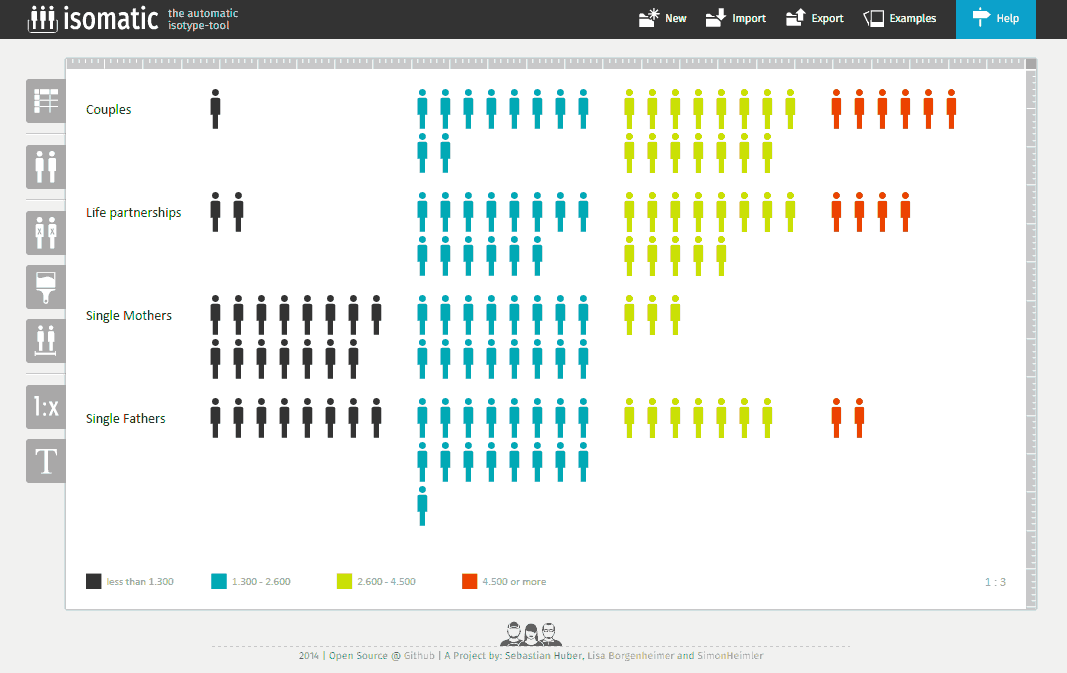 isomatic
the automatic
isotype-tool
New
Import
Export
Examples
Help
Couples
Life partnerships
Single Mothers
Single Fathers
1:x
T
less than 1.300
1.300 - 2.600
2.600 - 4.500
4.500 or more
1 : 3
2014 | Open Source @ Github | A Project by: Sebastian Huber, Lisa Borgenheimer and SimonHeimler